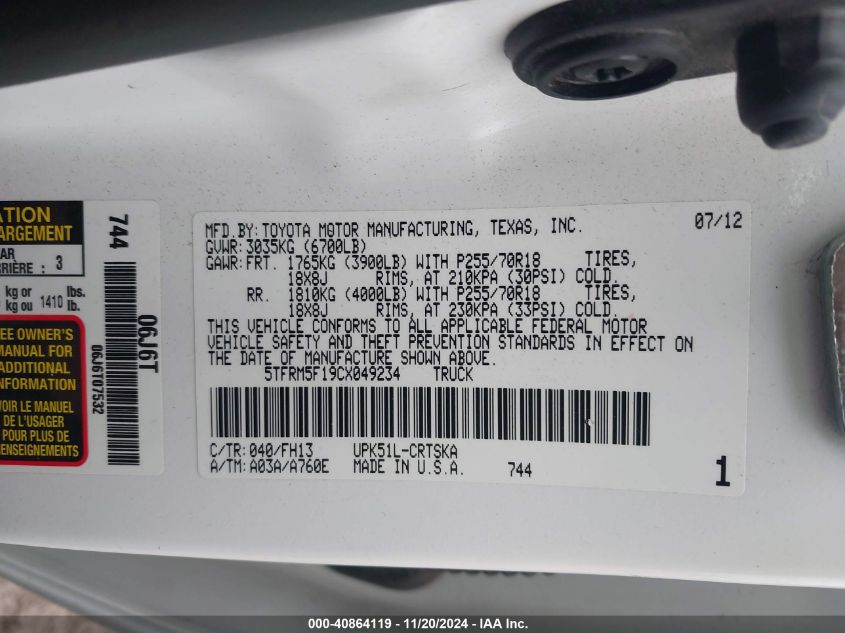 ATION
ARGEMENT
AR
RRIÈRE : 3
kg or lbs.
kg ou 1410 lb.
EE OWNER'S
MANUAL FOR
ADDITIONAL
NFORMATION
VOIR LE MANUEL
DE L'USAGER
POUR PLUS DE
ENSEIGNEMENTS
744
06J6T
06J6T07532
MFD.BY: TOYOTA MOTOR MANUFACTURING, TEXAS, INC. 07/12
GVWR: 3035KG (6700LB)
GAWR: FRT. 1765KG (3900LB) WITH P255/70R18 TIRES,
18X8J RIMS, AT 210KPA (30PSI) COLD.
RR. 1810KG (4000LB) WITH P255/70R18 TIRES,
18X8J RIMS, AT 230KPA (33PSI) COLD.
THIS VEHICLE CONFORMS TO ALL APPLICABLE FEDERAL MOTOR
VEHICLE SAFETY AND THEFT PREVENTION STANDARDS IN EFFECT ON
THE DATE OF MANUFACTURE SHOWN ABOVE.
5TFRM5F19CX049234 TRUCK
C/TR: 040/FH13 UPK51L-CRTSKA
A/TM: A03A/A760E MADE IN U.S.A. 744 1
000-40864119 - 11/20/2024 - IAA Inc.